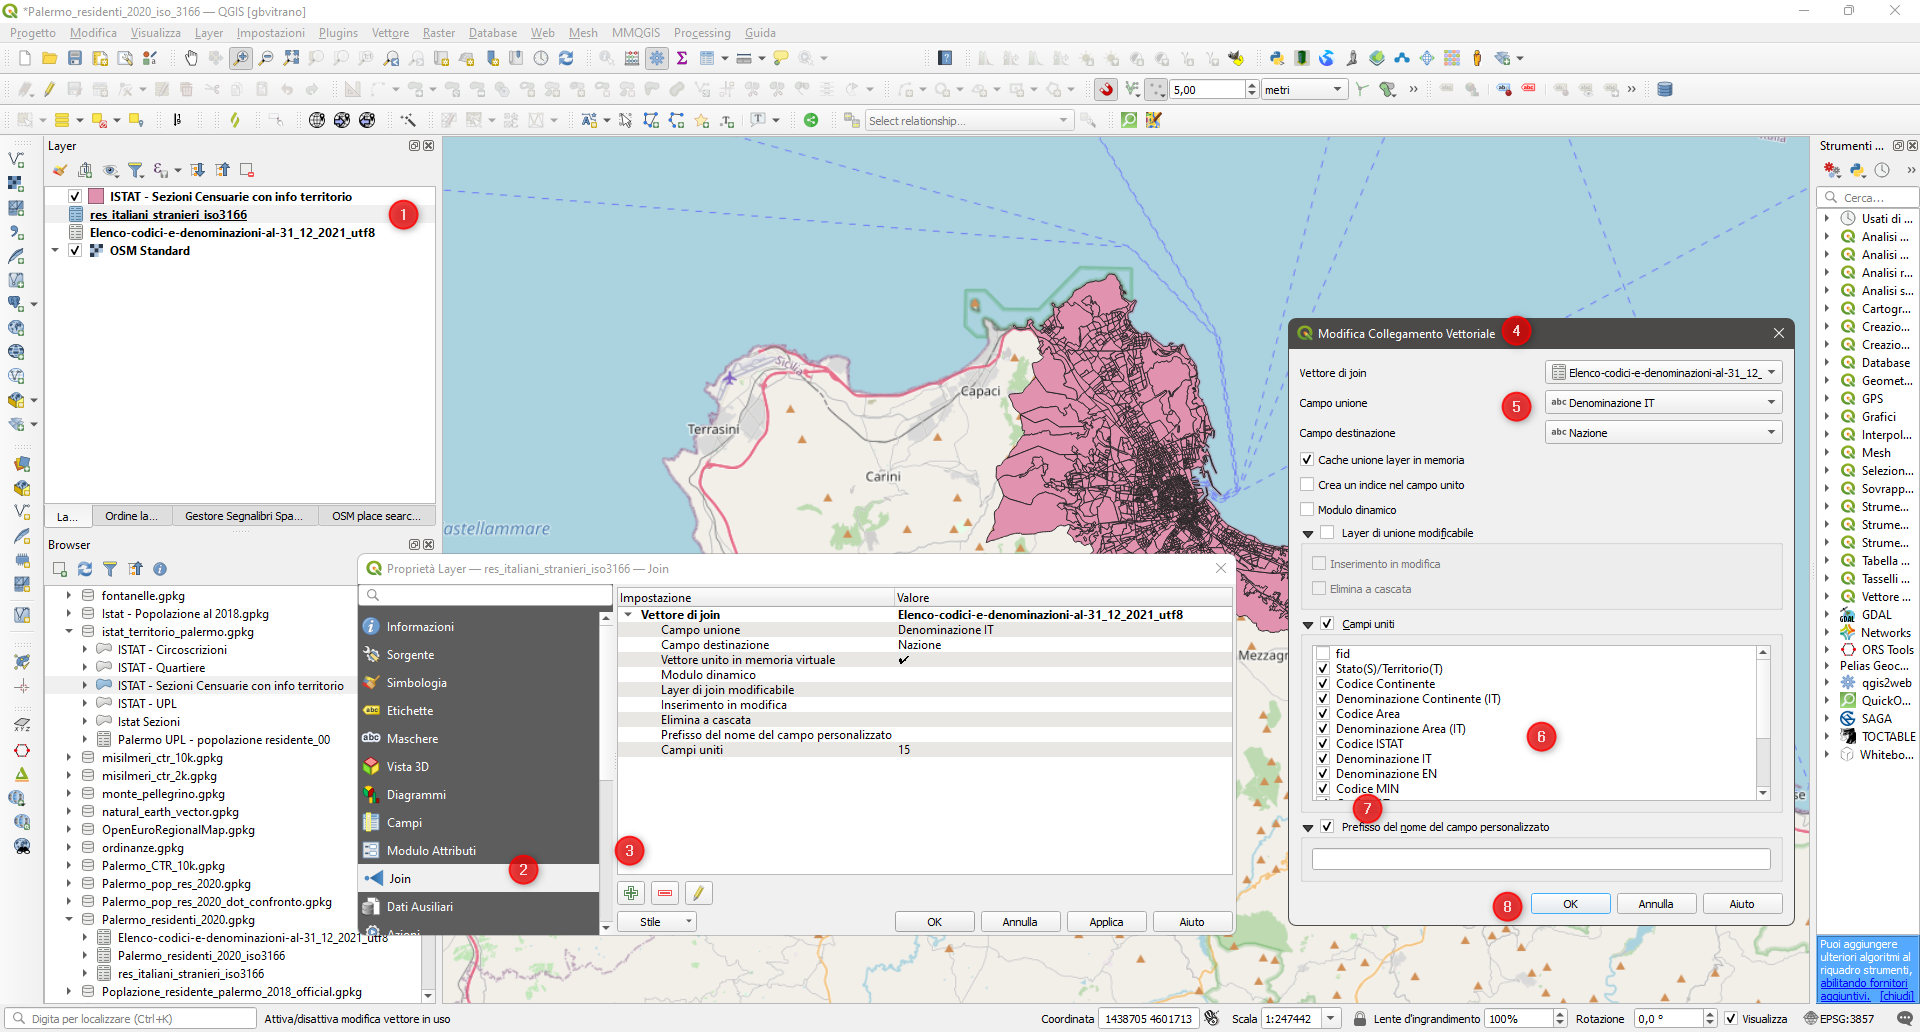 *Palermo_residenti_2020_iso_3166 — QGIS [gbvitrano]
Progetto Modifica Visualizza Layer Impostazioni Plugins Vettore Raster Database Web Mesh MMQGIS Processing Guida
5,00 metri
Select relationship...
Layer
ISTAT - Sezioni Censuarie con info territorio
res_italiani_stranieri_iso3166
1
Elenco-codici-e-denominazioni-al-31_12_2021_utf8
OSM Standard
La... Ordine la... Gestore Segnalibri Spa... OSM place searc...
Browser
fontanelle.gpkg
Istat - Popolazione al 2018.gpkg
istat_territorio_palermo.gpkg
ISTAT - Circoscrizioni
ISTAT - Quartiere
ISTAT - Sezioni Censuarie con info territorio
ISTAT - UPL
Istat Sezioni
Palermo UPL - popolazione residente_00
misilmeri_ctr_10k.gpkg
misilmeri_ctr_2k.gpkg
monte_pellegrino.gpkg
natural_earth_vector.gpkg
OpenEuroRegionalMap.gpkg
ordinanze.gpkg
Palermo_CTR_10k.gpkg
Palermo_pop_res_2020.gpkg
Palermo_pop_res_2020_dot_confronto.gpkg
Palermo_residenti_2020.gpkg
Elenco-codici-e-denominazioni-al-31_12_2021_utf8
Palermo_residenti_2020_iso3166
res_italiani_stranieri_iso3166
Poplazione_residente_palermo_2018_official.gpkg
Sicilia
Capaci
Terrasini
Carini
astellammare
Mezzagn
se
Proprietà Layer — res_italiani_stranieri_iso3166 — Join
Informazioni
Sorgente
Simbologia
Etichette
Maschere
Vista 3D
Diagrammi
Campi
Modulo Attributi
Join
2
Dati Ausiliari
Azioni
Impostazione Valore
Vettore di join Elenco-codici-e-denominazioni-al-31_12_2021_utf8
Campo unione Denominazione IT
Campo destinazione Nazione
Vettore unito in memoria virtuale ✔
Modulo dinamico
Layer di join modificabile
Inserimento in modifica
Elimina a cascata
Prefisso del nome del campo personalizzato
Campi uniti 15
3
Stile OK Annulla Applica Aiuto
Modifica Collegamento Vettoriale 4
Vettore di join Elenco-codici-e-denominazioni-al-31_12_
Campo unione 5 abc Denominazione IT
Campo destinazione abc Nazione
Cache unione layer in memoria
Crea un indice nel campo unito
Modulo dinamico
Layer di unione modificabile
Inserimento in modifica
Elimina a cascata
Campi uniti
fid
Stato(S)/Territorio(T)
Codice Continente
Denominazione Continente (IT)
Codice Area
Denominazione Area (IT)
6
Codice ISTAT
Denominazione IT
Denominazione EN
Codice MIN
7
Prefisso del nome del campo personalizzato
8 OK Annulla Aiuto
Strumenti ...
Cerca...
Usati di ...
Analisi ...
Analisi ...
Analisi r...
Analisi s...
Cartogr...
Creazio...
Creazio...
Database
Geomet...
GPS
Grafici
Interpol...
Mesh
Selezion...
Sovrapp...
Strume...
Strume...
Strume...
Tabella ...
Tasselli ...
Vettore ...
GDAL
Networks
ORS Tools
Pelias Geoc...
qgis2web
QuickO...
SAGA
TOCTABLE
Whitebo...
Puoi aggiungere
ulteriori algoritmi al
riquadro strumenti,
abilitando fornitori
aggiuntivi. [chiudi]
Digita per localizzare (Ctrl+K) Attiva/disattiva modifica vettore in uso Coordinata 1438705 4601713 Scala 1:247442 Lente d'ingrandimento 100% Rotazione 0,0 ° Visualizza EPSG:3857